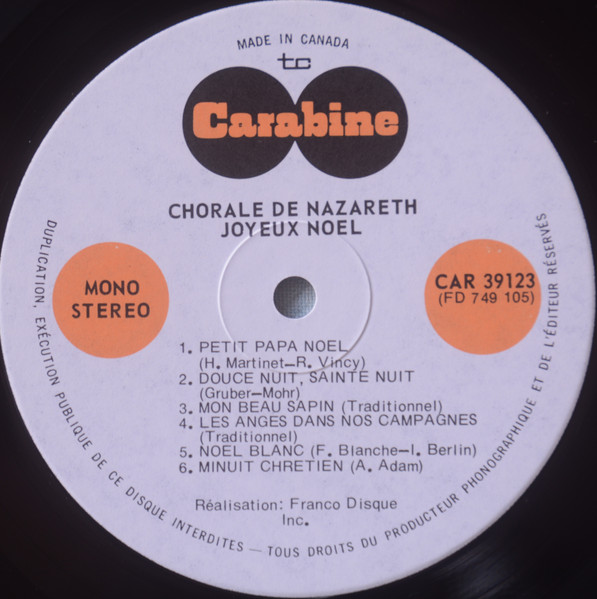 MADE IN CANADA
tc
Carabine
CHORALE DE NAZARETH
JOYEUX NOEL
MONO
STEREO
CAR 39123
(FD 749 105)
1. PETIT PAPA NOEL
(H. Martinet—R. Vincy)
2. DOUCE NUIT, SAINTE NUIT
(Gruber—Mohr)
3. MON BEAU SAPIN (Traditionnel)
4. LES ANGES DANS NOS CAMPAGNES
(Traditionnel)
5. NOEL BLANC (F. Blanche—I. Berlin)
6. MINUIT CHRETIEN (A. Adam)
Réalisation: Franco Disque
Inc.
DUPLICATION, EXÉCUTION PUBLIQUE DE CE DISQUE INTERDITES — TOUS DROITS DU PRODUCTEUR PHONOGRAPHIQUE ET DE L'ÉDITEUR RÉSERVÉS